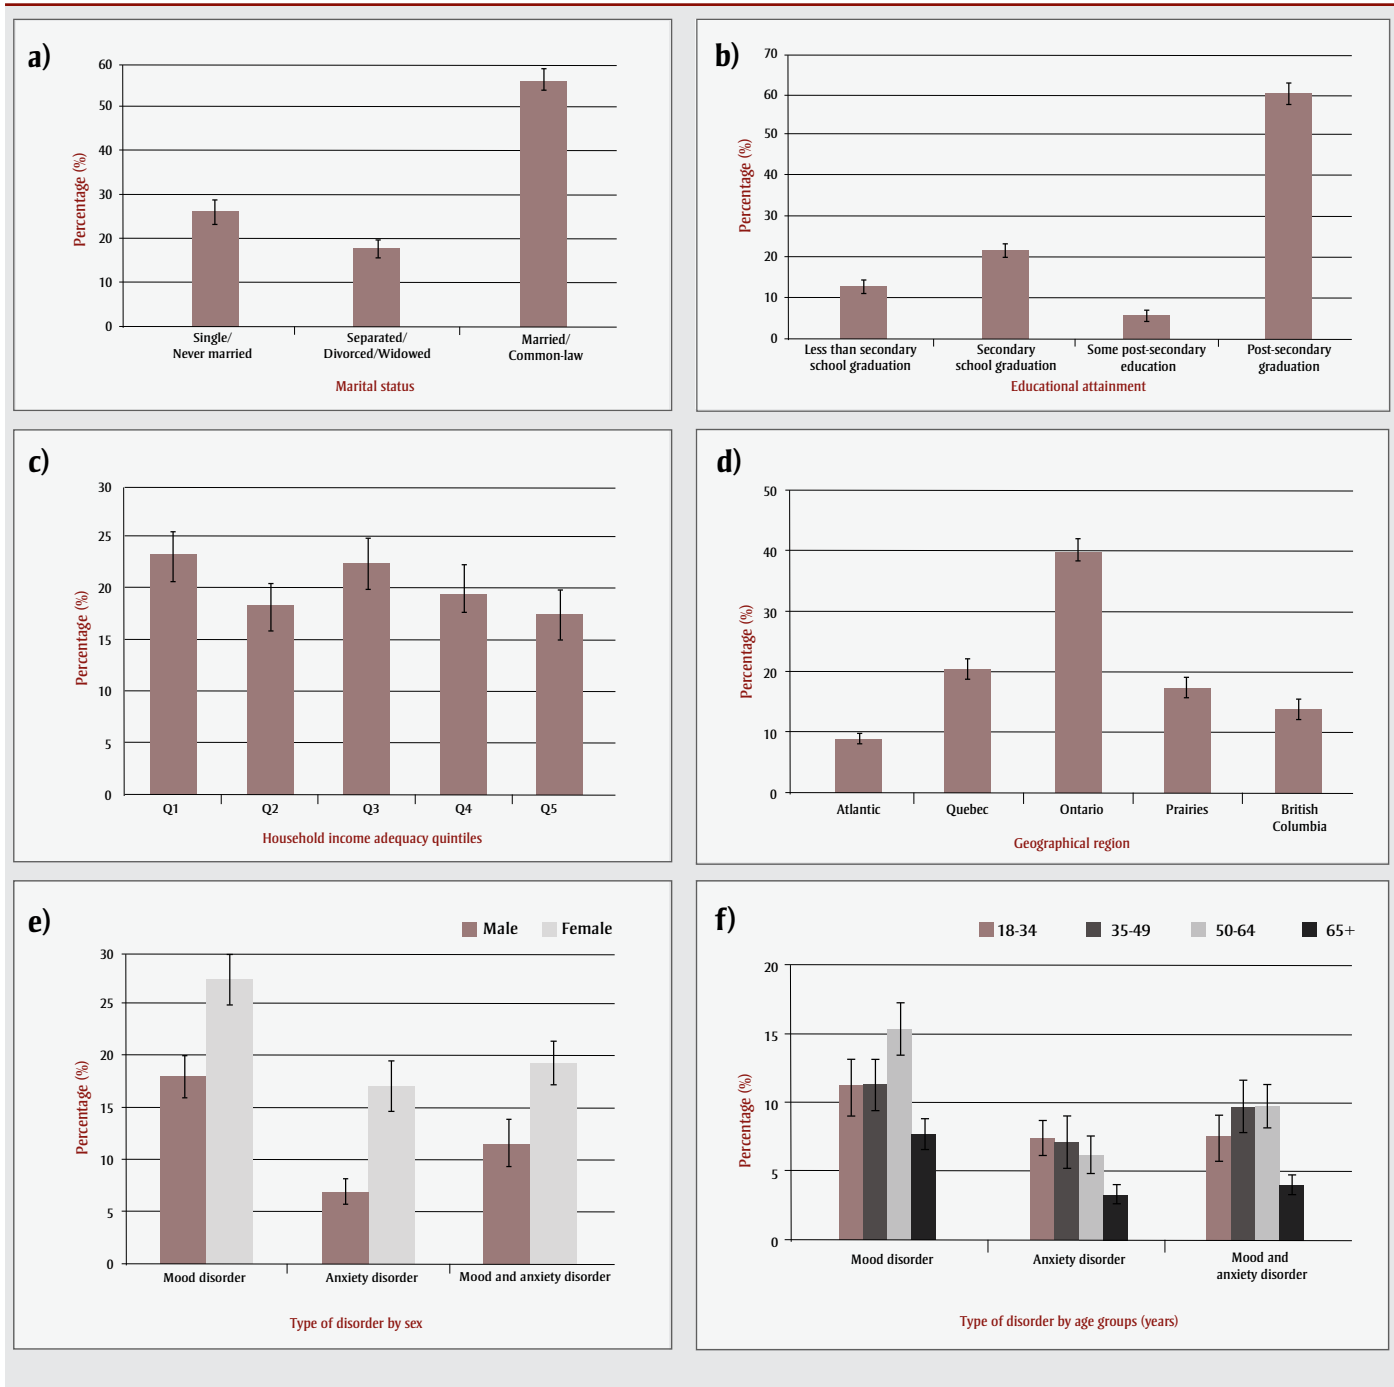 a)
60
50
40
30
20
10
0
Percentage (%)
Single/
Never married
Separated/
Divorced/Widowed
Married/
Common-law
Marital status
b)
70
60
50
40
30
20
10
0
Percentage (%)
Less than secondary
school graduation
Secondary
school graduation
Some post-secondary
education
Post-secondary
graduation
Educational attainment
c)
30
25
20
15
10
5
0
Percentage (%)
Q1 Q2 Q3 Q4 Q5
Household income adequacy quintiles
d)
50
40
30
20
10
0
Percentage (%)
Atlantic Quebec Ontario Prairies British
Columbia
Geographical region
e)
Male Female
30
25
20
15
10
5
0
Percentage (%)
Mood disorder Anxiety disorder Mood and anxiety disorder
Type of disorder by sex
f)
18-34 35-49 50-64 65+
20
15
10
5
0
Percentage (%)
Mood disorder Anxiety disorder Mood and
anxiety disorder
Type of disorder by age groups (years)